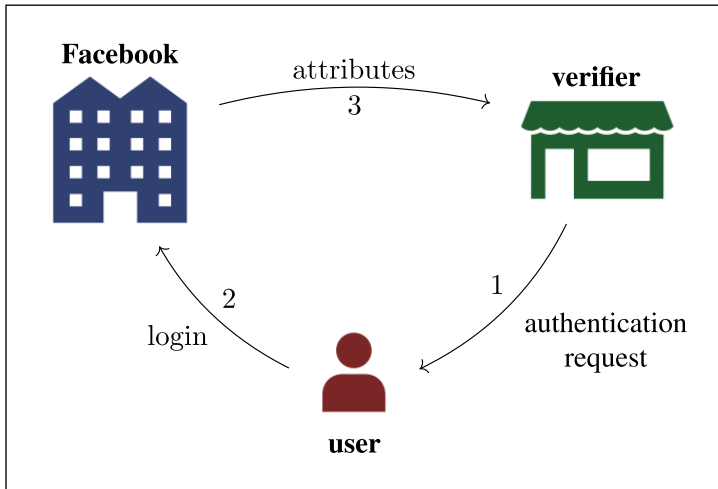 Facebook
attributes
3
verifier
1
authentication
request
2
login
user